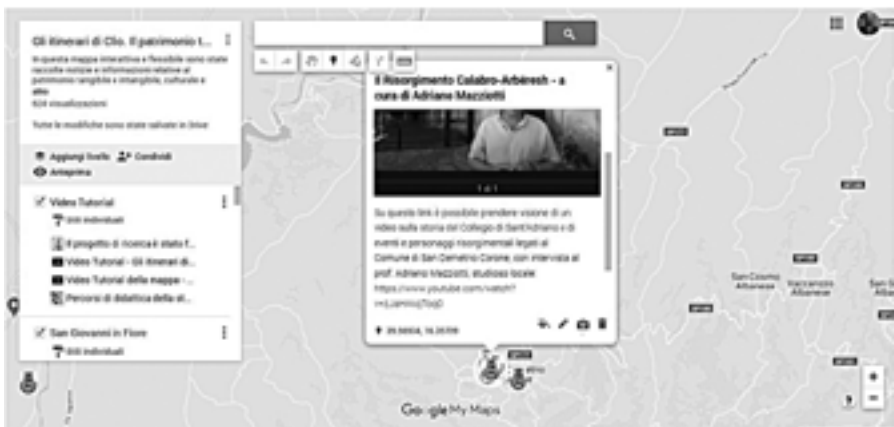 Gli itinerari di Clio. Il patrimonio t...
In questa mappa interattiva e flessibile sono state
raccolte notizie e informazioni relative al
patrimonio tangibile e intangibile, culturale e
altro
624 visualizzazioni
Tutte le modifiche sono state salvate in Drive
Aggiungi livello
Condividi
Anteprima
Video Tutorial
Stili individuali
Il progetto di ricerca è stato f...
Video Tutorial - Gli itinerari di...
Video Tutorial della mappa - ...
Percorsi di didattica della st...
San Giovanni in Fiore
Stili individuali
Il Risorgimento Calabro-Arbëresh - a
cura di Adriano Mazziotti
1 di 1
Su questo link è possibile prendere visione di un
video sulla storia del Collegio di Sant'Adriano e di
eventi e personaggi risorgimentali legati al
Comune di San Demetrio Corone, con intervista al
prof. Adriano Mazziotti, studioso locale:
https://www.youtube.com/watch?
San Cosmo
Albanese
Vaccarizzo
Albanese
Google My Maps